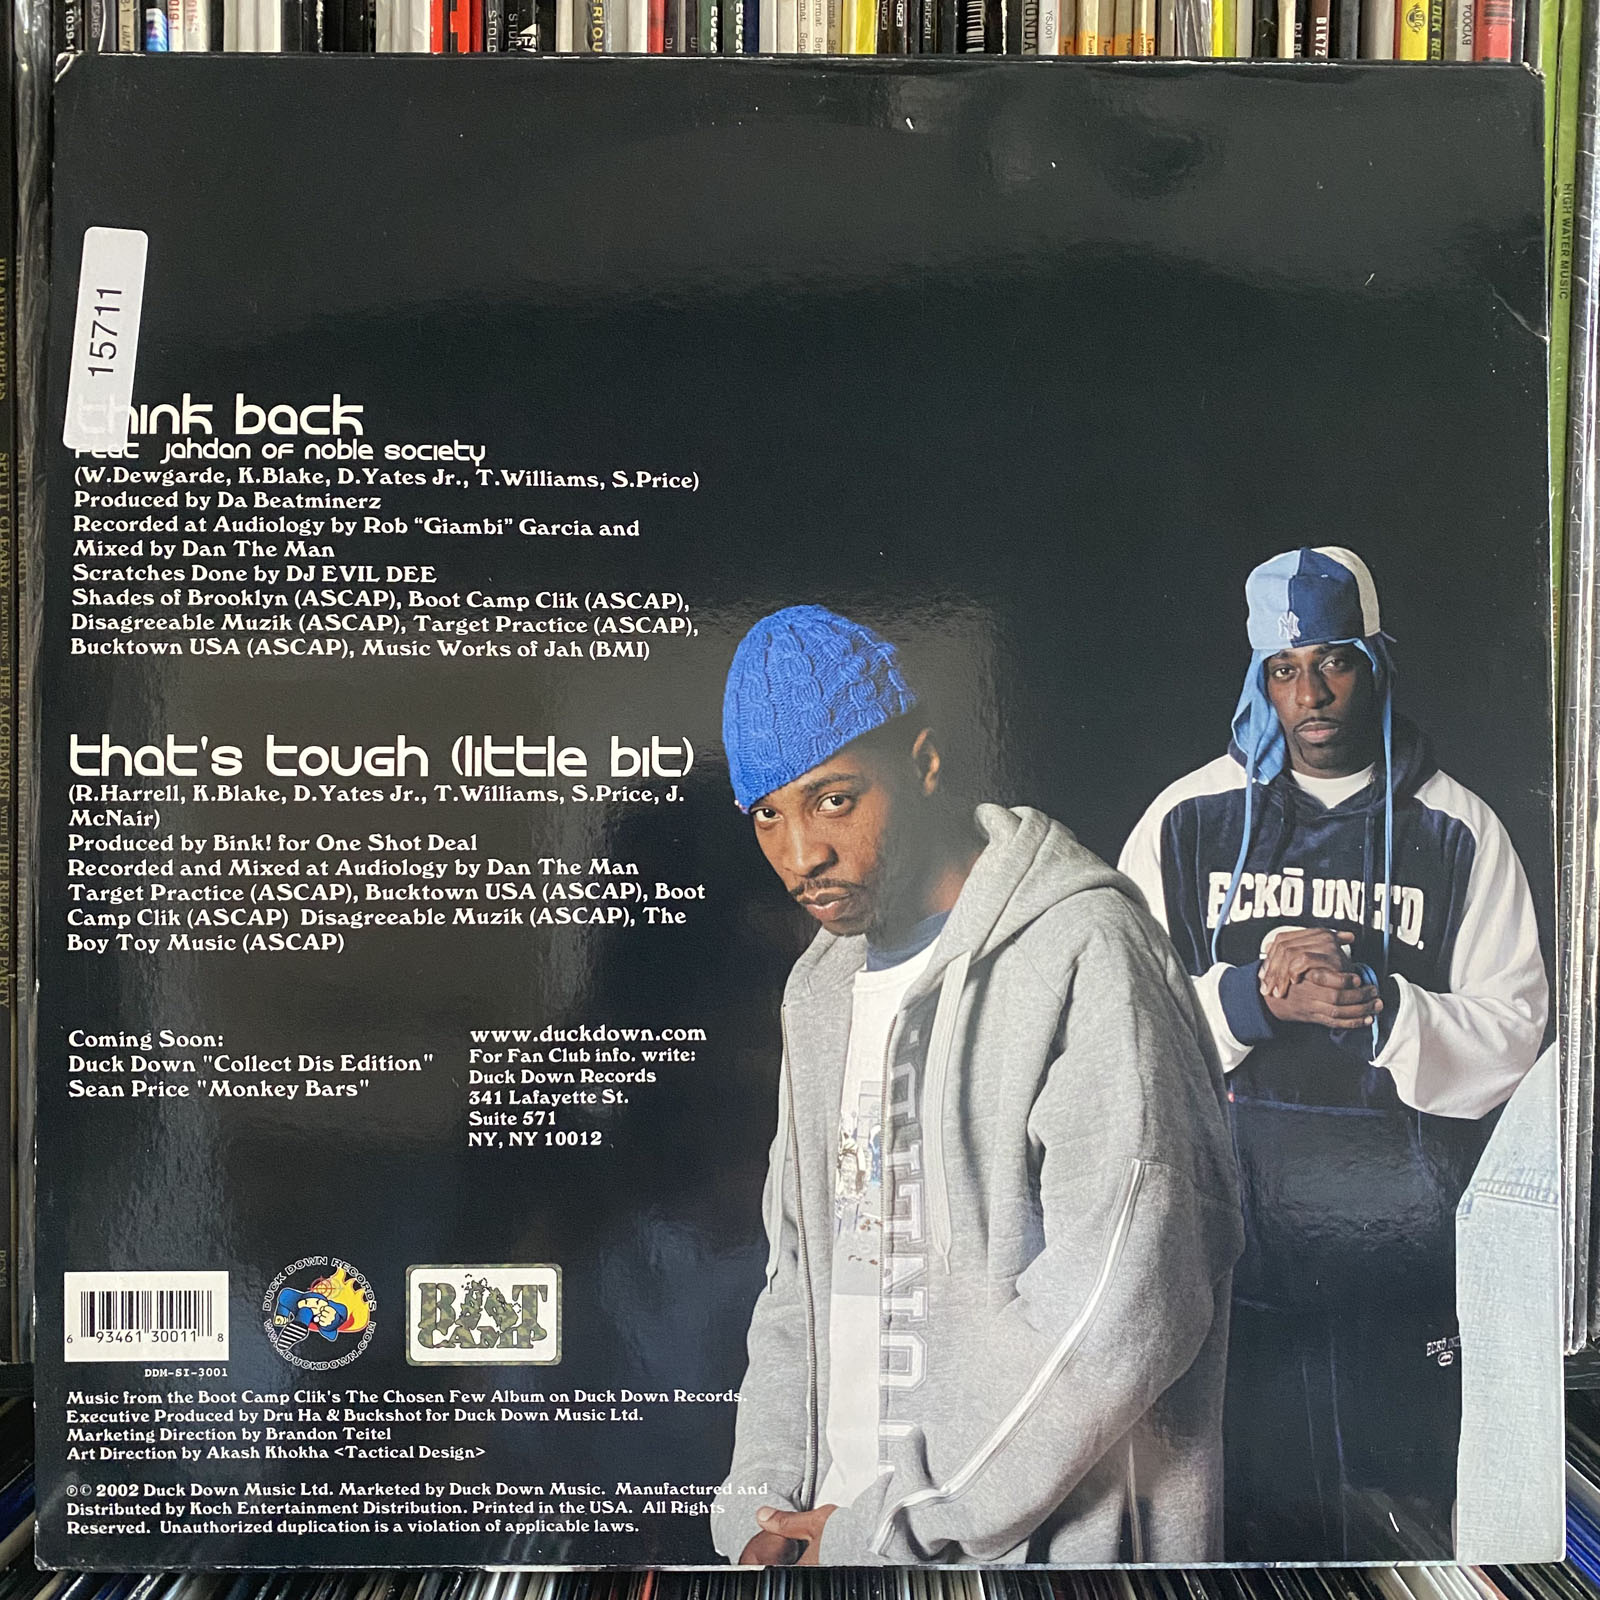 HIGH WATER MUSIC
15711
think back
Feat jahdan of noble society
(W.Dewgarde, K.Blake, D.Yates Jr., T.Williams, S.Price)
Produced by Da Beatminerz
Recorded at Audiology by Rob “Giambi” Garcia and
Mixed by Dan The Man
Scratches Done by DJ EVIL DEE
Shades of Brooklyn (ASCAP), Boot Camp Clik (ASCAP),
Disagreeable Muzik (ASCAP), Target Practice (ASCAP),
Bucktown USA (ASCAP), Music Works of Jah (BMI)
that's tough (little bit)
(R.Harrell, K.Blake, D.Yates Jr., T.Williams, S.Price, J.
McNair)
Produced by Bink! for One Shot Deal
Recorded and Mixed at Audiology by Dan The Man
Target Practice (ASCAP), Bucktown USA (ASCAP), Boot
Camp Clik (ASCAP)  Disagreeable Muzik (ASCAP), The
Boy Toy Music (ASCAP)
Coming Soon:
Duck Down "Collect Dis Edition"
Sean Price "Monkey Bars"
www.duckdown.com
For Fan Club info. write:
Duck Down Records
341 Lafayette St.
Suite 571
NY, NY 10012
NY
ECKŌ UNLTD.
6 93461 30011 8
DDM-SI-3001
DUCK DOWN RECORDS
WWW.DUCKDOWN.COM
BOOT
CAMP
Music from the Boot Camp Clik's The Chosen Few Album on Duck Down Records.
Executive Produced by Dru Ha & Buckshot for Duck Down Music Ltd.
Marketing Direction by Brandon Teitel
Art Direction by Akash Khokha <Tactical Design>
℗© 2002 Duck Down Music Ltd. Marketed by Duck Down Music.  Manufactured and
Distributed by Koch Entertainment Distribution. Printed in the USA.  All Rights
Reserved.  Unauthorized duplication is a violation of applicable laws.